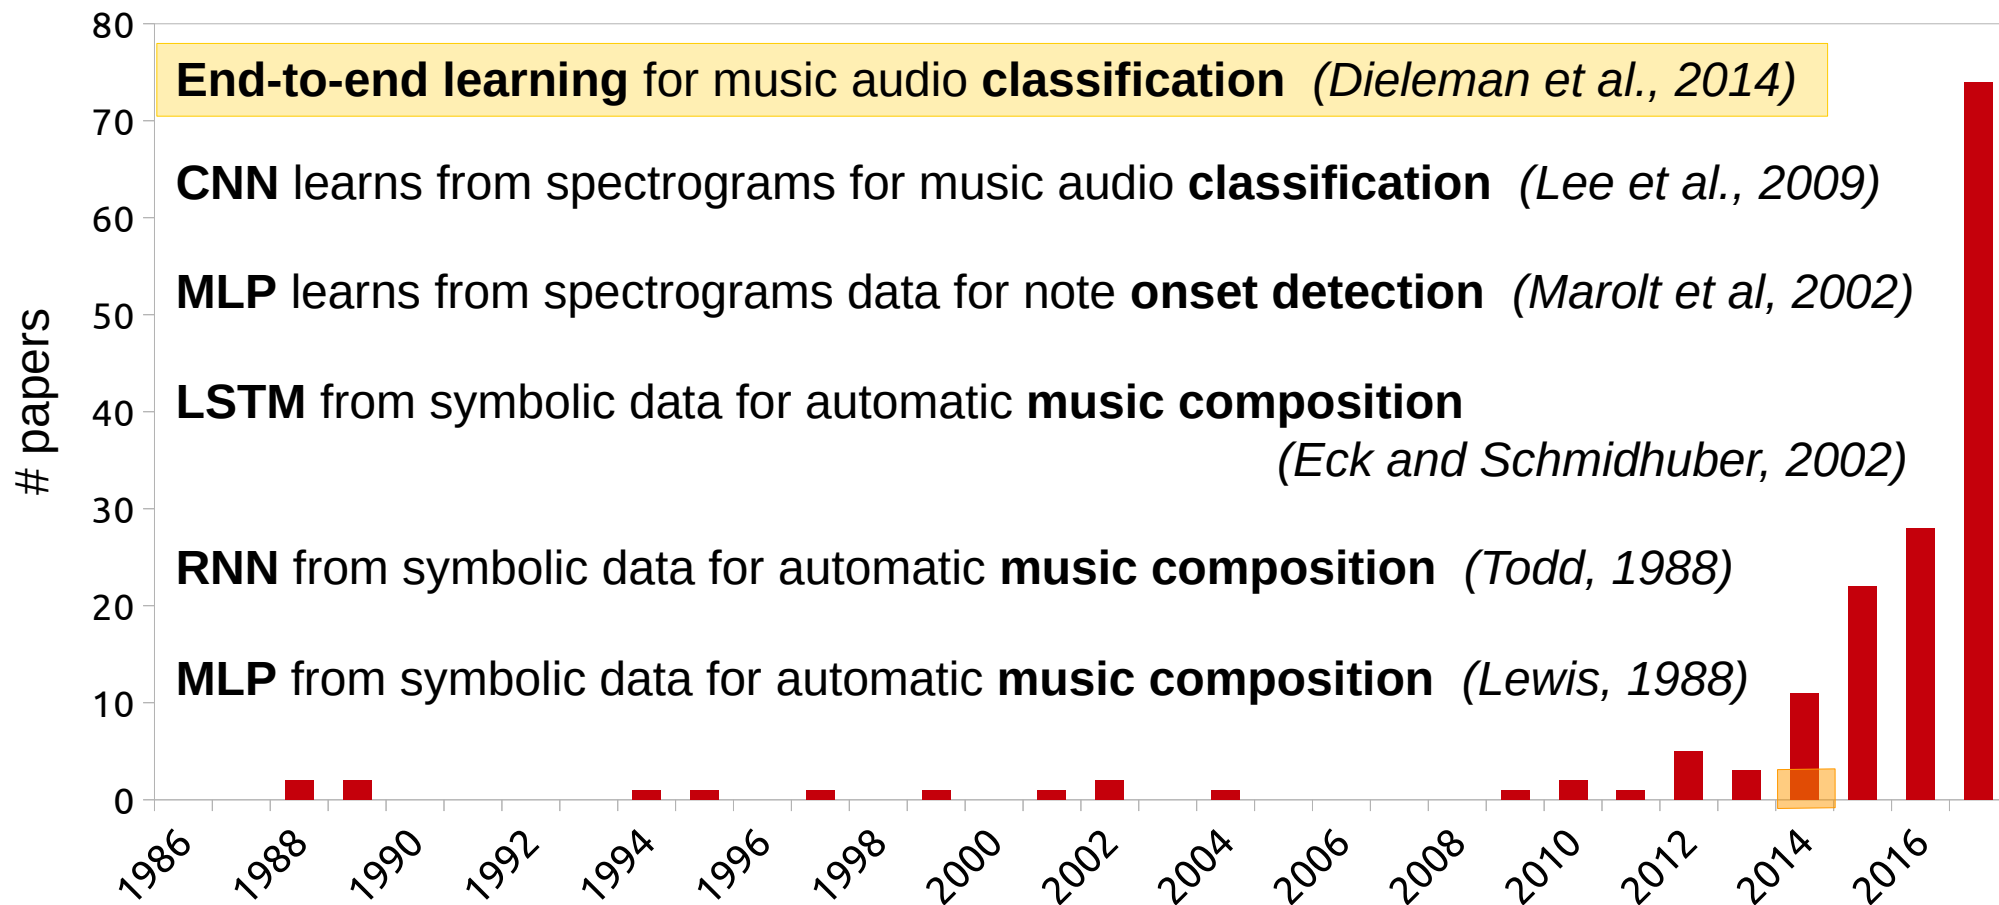 80
End-to-end learning for music audio classification (Dieleman et al., 2014)
70
CNN learns from spectrograms for music audio classification (Lee et al., 2009)
60
MLP learns from spectrograms data for note onset detection (Marolt et al, 2002)
50
LSTM from symbolic data for automatic music composition
40
(Eck and Schmidhuber, 2002)
30
RNN from symbolic data for automatic music composition (Todd, 1988)
20
MLP from symbolic data for automatic music composition (Lewis, 1988)
10
0
# papers
1986 1988 1990 1992 1994 1996 1998 2000 2002 2004 2006 2008 2010 2012 2014 2016